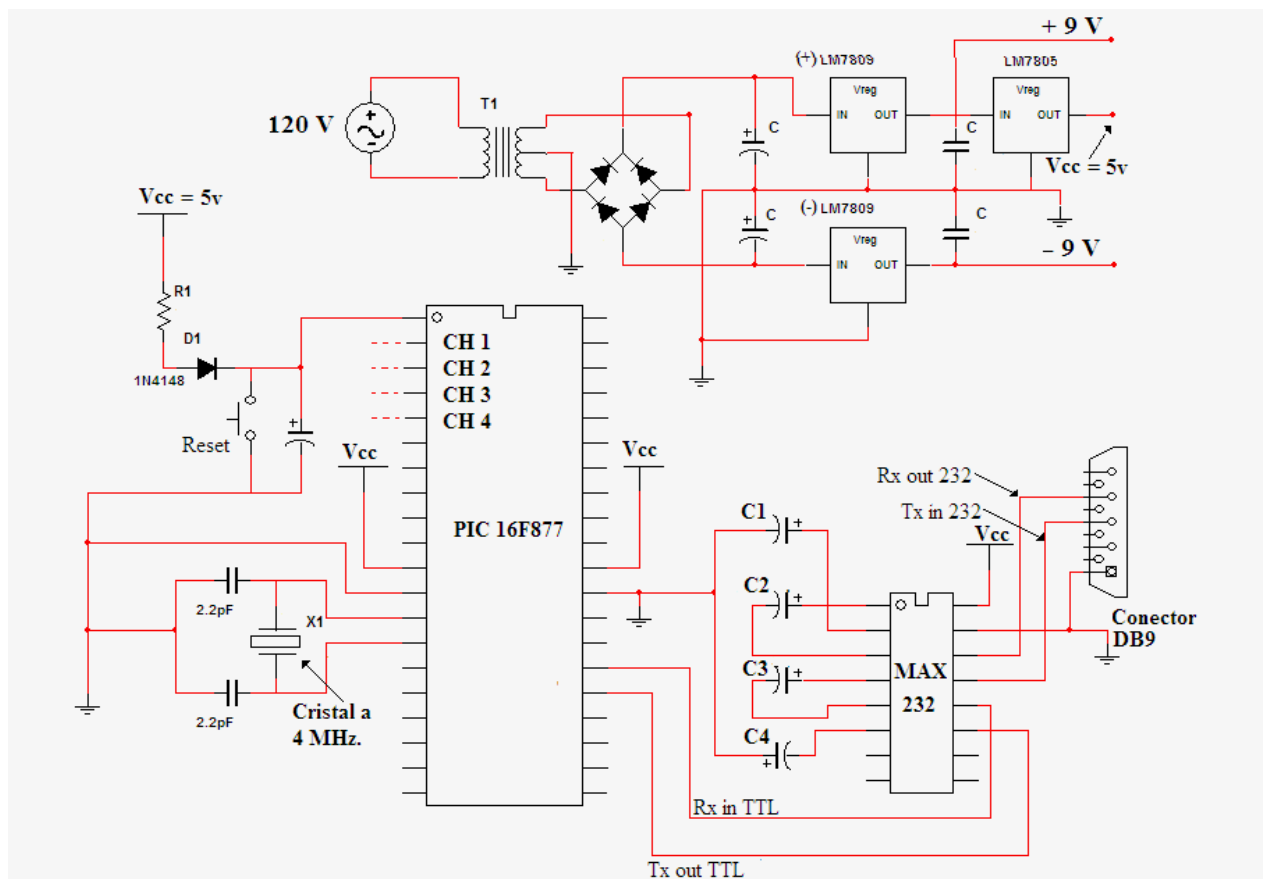 + 9 V
(+) LM7809
LM7805
T1
Vreg
Vreg
120 V
+
-
+
C
IN
OUT
C
IN
OUT
Vcc = 5v
Vcc = 5v
(-) LM7809
+
C
C
Vreg
IN
OUT
– 9 V
R1
D1
1N4148
CH 1
CH 2
CH 3
CH 4
+
Reset
Vcc
Vcc
Rx out 232
Tx in 232
C1
+
Vcc
PIC 16F877
C2
+
2.2pF
X1
Conector
DB9
C3
+
MAX
232
2.2pF
Cristal a
4 MHz.
C4
+
Rx in TTL
Tx out TTL